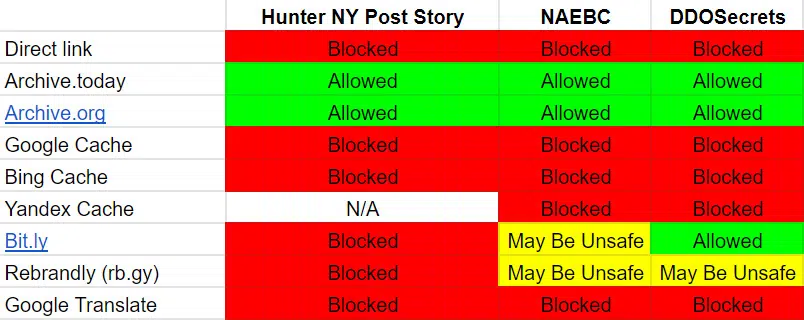 Hunter NY Post Story NAEBC DDOSecrets
Direct link Blocked Blocked Blocked
Archive.today Allowed Allowed Allowed
Archive.org Allowed Allowed Allowed
Google Cache Blocked Blocked Blocked
Bing Cache Blocked Blocked Blocked
Yandex Cache N/A Blocked Blocked
Bit.ly Blocked May Be Unsafe Allowed
Rebrandly (rb.gy) Blocked May Be Unsafe May Be Unsafe
Google Translate Blocked Blocked Blocked